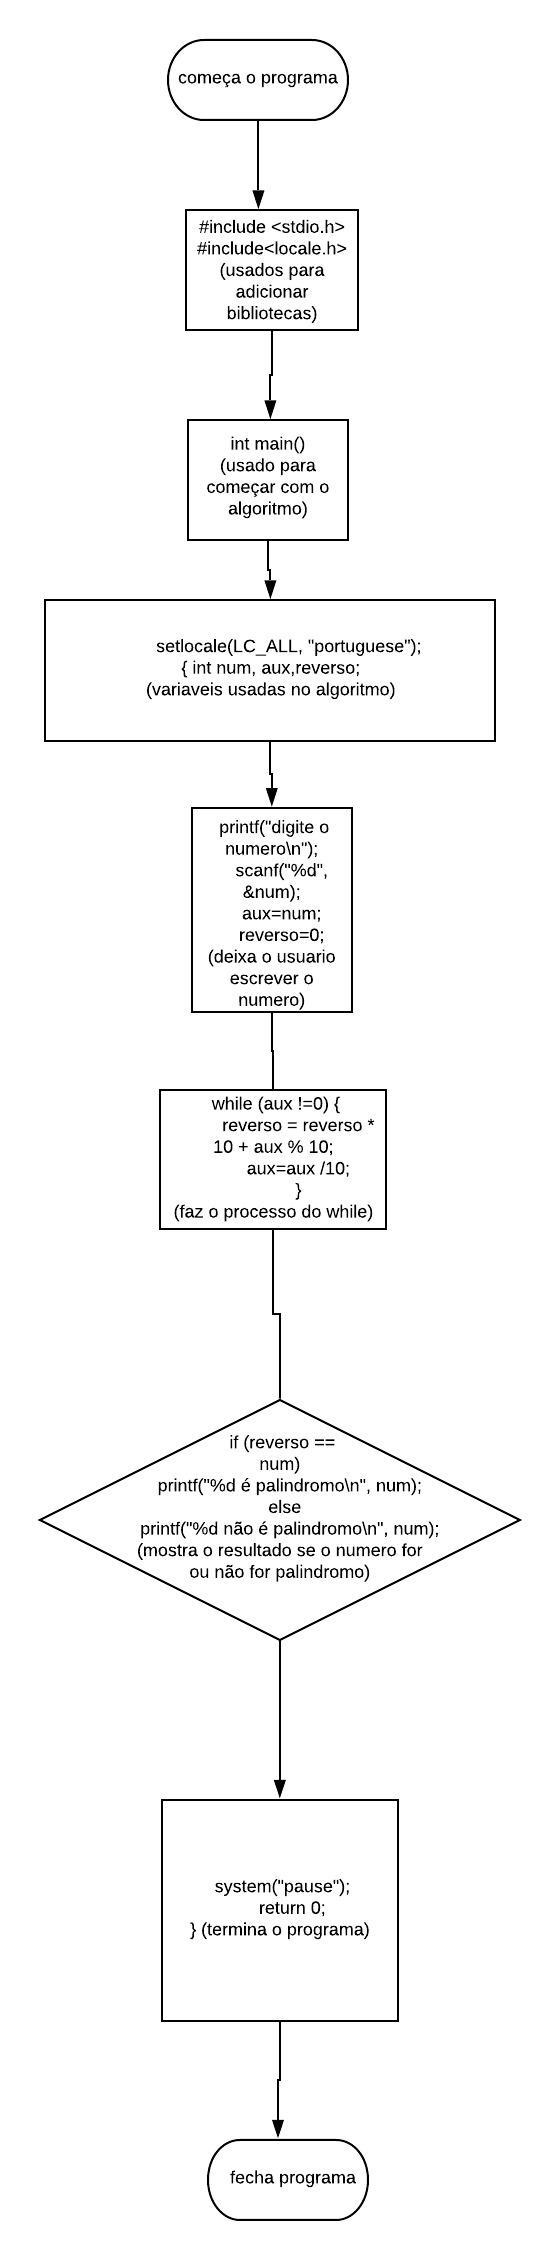 começa o programa
#include <stdio.h>
#include<locale.h>
(usados para
adicionar
bibliotecas)
int main()
(usado para
começar com o
algoritmo)
setlocale(LC_ALL, "portuguese");
{ int num, aux,reverso;
(variaveis usadas no algoritmo)
printf("digite o
numero\n");
scanf("%d",
&num);
aux=num;
reverso=0;
(deixa o usuario
escrever o
numero)
while (aux !=0) {
reverso = reverso *
10 + aux % 10;
aux=aux /10;
}
(faz o processo do while)
if (reverso ==
num)
printf("%d é palindromo\n", num);
else
printf("%d não é palindromo\n", num);
(mostra o resultado se o numero for
ou não for palindromo)
system("pause");
return 0;
} (termina o programa)
fecha programa